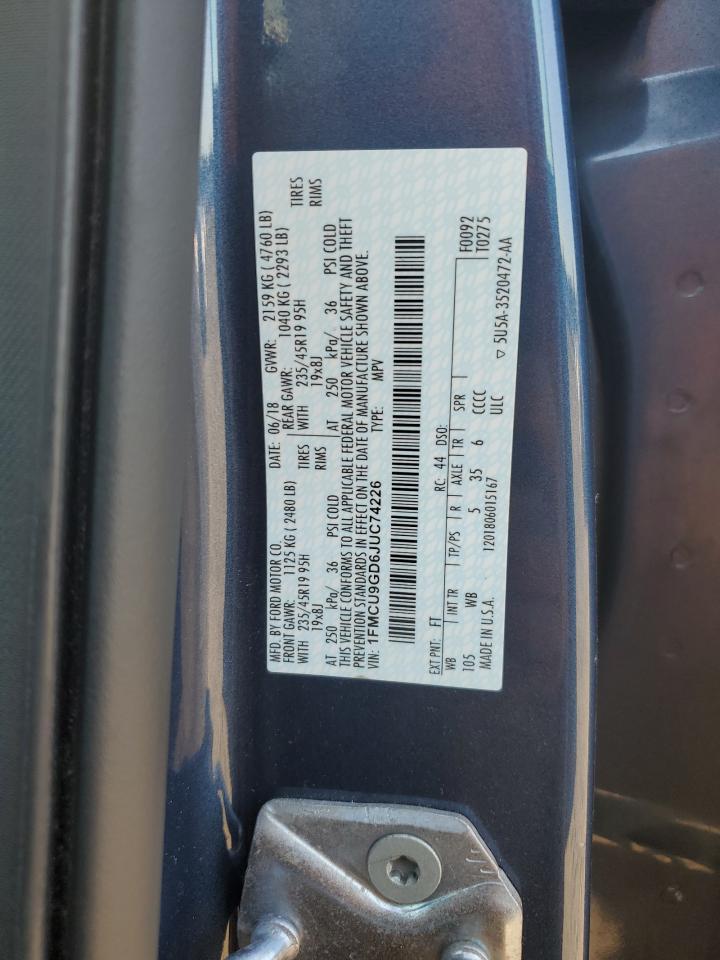 MFD. BY FORD MOTOR CO. DATE: 06/18 GVWR: 2159 KG ( 4760 LB)
FRONT GAWR: 1125 KG ( 2480 LB) REAR GAWR: 1040 KG ( 2293 LB)
WITH 235/45R19 95H TIRES WITH 235/45R19 95H TIRES
19x8J RIMS 19x8J RIMS
AT 250 kPa/ 36 PSI COLD AT 250 kPa/ 36 PSI COLD
THIS VEHICLE CONFORMS TO ALL APPLICABLE FEDERAL MOTOR VEHICLE SAFETY AND THEFT
PREVENTION STANDARDS IN EFFECT ON THE DATE OF MANUFACTURE SHOWN ABOVE.
VIN: 1FMCU9GD6JUC74226 TYPE: MPV
EXT PNT: FT RC: 44 DSO: F0092
WB INT TR TP/PS R AXLE TR SPR T0275
105 WB 5 35 6 CCCC
MADE IN U.S.A. 1201806015167 ULC ▽ 5U5A-3520472-AA